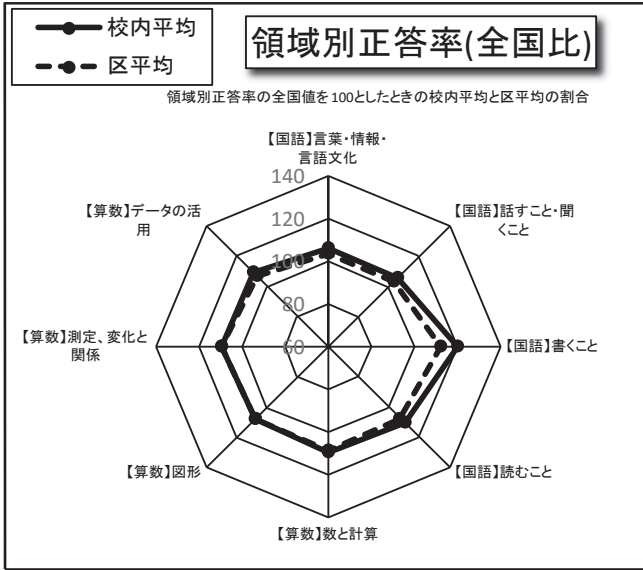 校内平均
区平均
領域別正答率(全国比)
領域別正答率の全国値を100としたときの校内平均と区平均の割合
【国語】言葉・情報・
言語文化
【国語】話すこと・聞
くこと
【国語】書くこと
【国語】読むこと
【算数】数と計算
【算数】図形
【算数】測定、変化と
関係
【算数】データの活
用
140
120
100
80
60